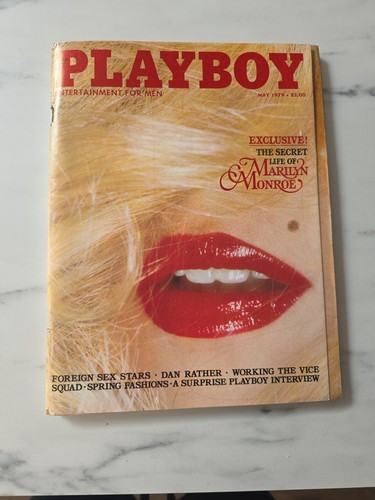 PLAYBOY
ENTERTAINMENT FOR MEN
MAY 1979 • $2.00
EXCLUSIVE!
THE SECRET
LIFE OF
MARILYN
MONROE
FOREIGN SEX STARS · DAN RATHER · WORKING THE VICE
SQUAD · SPRING FASHIONS · A SURPRISE PLAYBOY INTERVIEW